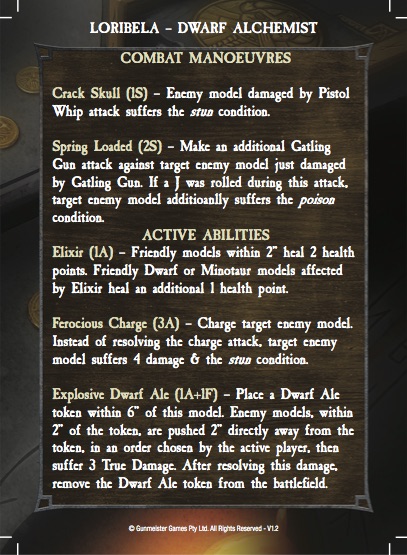 LORIBELA – DWARF ALCHEMIST
COMBAT MANOEUVRES
Crack Skull (1S) – Enemy model damaged by Pistol
Whip attack suffers the stun condition.
Spring Loaded (2S) – Make an additional Gatling
Gun attack against target enemy model just damaged
by Gatling Gun. If a J was rolled during this attack,
target enemy model additioanlly suffers the poison
condition.
ACTIVE ABILITIES
Elixir (1A) – Friendly models within 2” heal 2 health
points. Friendly Dwarf or Minotaur models affected
by Elixir heal an additional 1 health point.
Ferocious Charge (3A) – Charge target enemy model.
Instead of resolving the charge attack, target enemy
model suffers 4 damage & the stun condition.
Explosive Dwarf Ale (1A+1F) – Place a Dwarf Ale
token within 6” of this model. Enemy models, within
2” of the token, are pushed 2” directly away from the
token, in an order chosen by the active player, then
suffer 3 True Damage. After resolving this damage,
remove the Dwarf Ale token from the battlefield.
© Gunmeister Games Pty Ltd. All Rights Reserved - V1.2